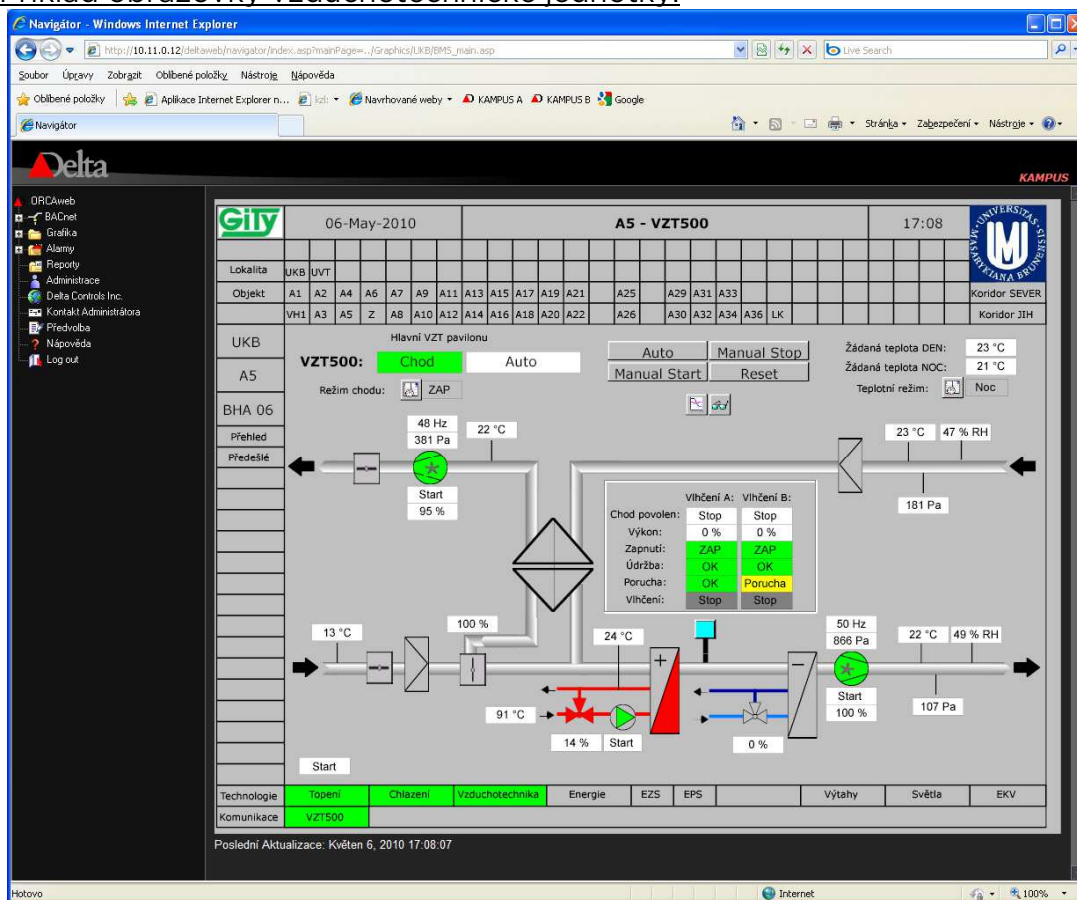 Příklad obrazovky vzduchotechnické jednotky:
Navigátor - Windows Internet Explorer
http://10.11.0.12/deltaweb/navigator/index.asp?mainPage=../Graphics/UKB/BMS_main.asp
Live Search
Soubor Úpravy Zobrazit Oblíbené položky Nástroje Nápověda
Oblíbené položky Aplikace Internet Explorer n... kzl: Navrhované weby KAMPUS A KAMPUS B Google
Navigátor
Stránka Zabezpečení Nástroje
Delta
KAMPUS
ORCAweb
BACnet
Grafika
Alarmy
Reporty
Administrace
Delta Controls Inc.
Kontakt Administrátora
Předvolba
Nápověda
Log out
GiTy 06-May-2010 A5 - VZT500 17:08
UNIVERSITAS MASARYKIANA BRUNENSIS
Lokalita UKB UVT
Objekt A1 A2 A4 A6 A7 A9 A11 A13 A15 A17 A19 A21 A25 A29 A31 A33 Koridor SEVER
VH1 A3 A5 Z A8 A10 A12 A14 A16 A18 A20 A22 A26 A30 A32 A34 A36 LK Koridor JIH
UKB
A5
BHA 06
Přehled
Předešlé
Hlavní VZT pavilonu
VZT500: Chod Auto
Režim chodu: ZAP
Auto Manual Stop
Manual Start Reset
Žádaná teplota DEN: 23 °C
Žádaná teplota NOC: 21 °C
Teplotní režim: Noc
48 Hz
381 Pa
22 °C
Start
95 %
23 °C 47 % RH
181 Pa
Vlhčení A: Vlhčení B:
Chod povolen: Stop Stop
Výkon: 0 % 0 %
Zapnutí: ZAP ZAP
Údržba: OK OK
Porucha: OK Porucha
Vlhčení: Stop Stop
13 °C
100 %
24 °C
+
91 °C
14 % Start
−
0 %
50 Hz
866 Pa
Start
100 %
22 °C 49 % RH
107 Pa
Start
Technologie Topení Chlazení Vzduchotechnika Energie EZS EPS Výtahy Světla EKV
Komunikace VZT500
Poslední Aktualizace: Květen 6, 2010 17:08:07
Hotovo Internet 100%